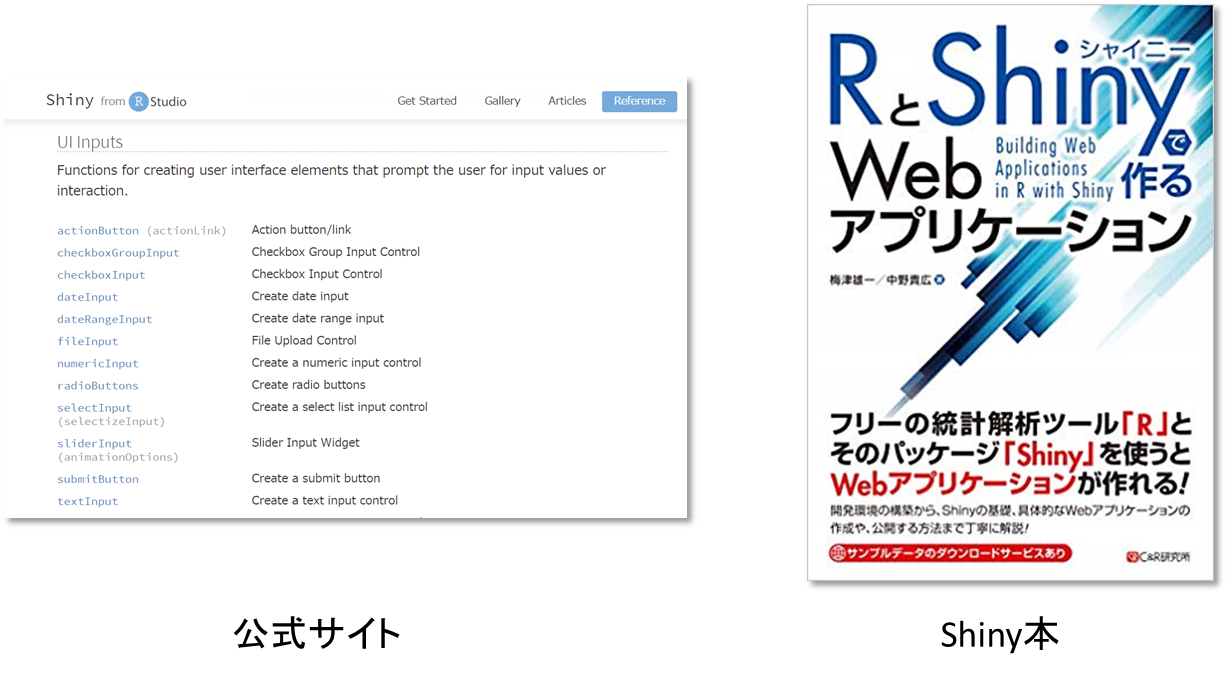 Shiny from R Studio
Get Started Gallery Articles Reference
UI Inputs
Functions for creating user interface elements that prompt the user for input values or
interaction.
actionButton (actionLink) Action button/link
checkboxGroupInput Checkbox Group Input Control
checkboxInput Checkbox Input Control
dateInput Create date input
dateRangeInput Create date range input
fileInput File Upload Control
numericInput Create a numeric input control
radioButtons Create radio buttons
selectInput Create a select list input control
(selectizeInput)
sliderInput Slider Input Widget
(animationOptions)
submitButton Create a submit button
textInput Create a text input control
公式サイト
シャイニー
RとShinyで作る
Web
アプリケーション
Building Web
Applications
in R with Shiny
梅津雄一/中野貴広 著
フリーの統計解析ツール「R」と
そのパッケージ「Shiny」を使うと
Webアプリケーションが作れる!
開発環境の構築から、Shinyの基礎、具体的なWebアプリケーションの
作成や、公開する方法まで丁寧に解説!
サンプルデータのダウンロードサービスあり
C&R研究所
Shiny本